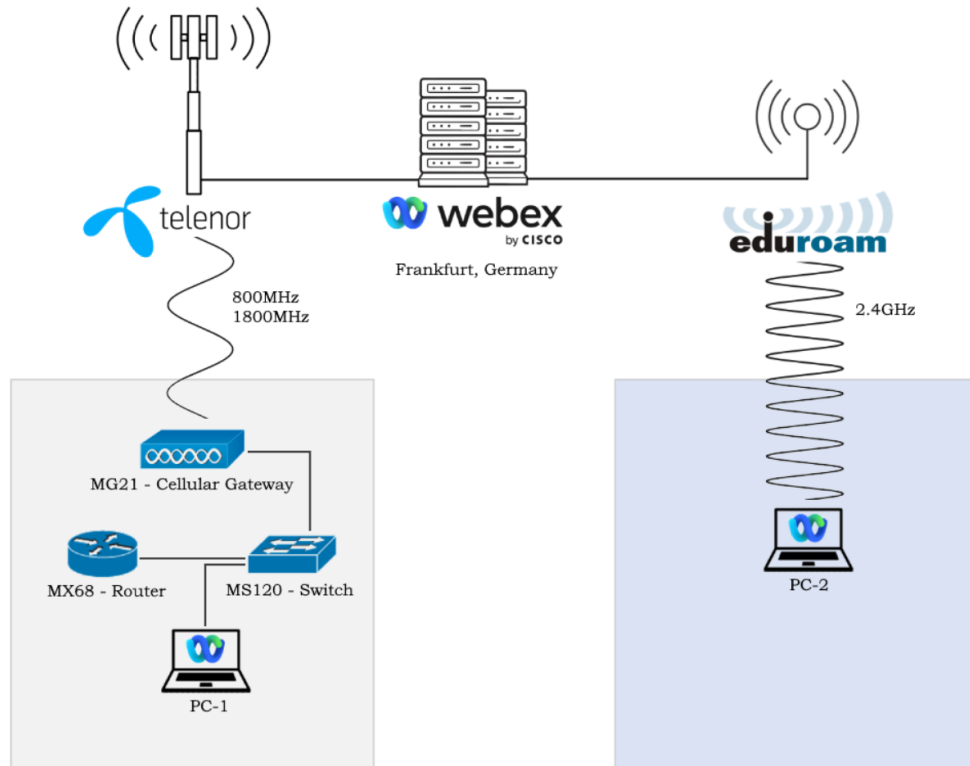 telenor
webex
by CISCO
Frankfurt, Germany
eduroam
800MHz
1800MHz
2.4GHz
MG21 - Cellular Gateway
MX68 - Router
MS120 - Switch
PC-1
PC-2